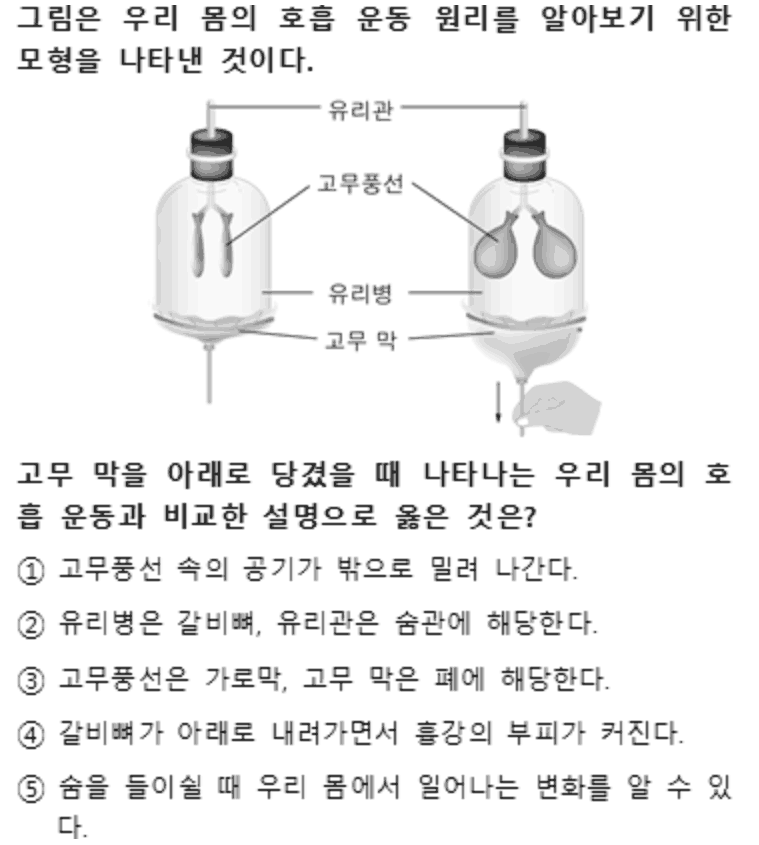 그림은 우리 몸의 호흡 운동 원리를 알아보기 위한
모형을 나타낸 것이다.
유리관
고무풍선
유리병
고무 막
고무 막을 아래로 당겼을 때 나타나는 우리 몸의 호
흡 운동과 비교한 설명으로 옳은 것은?
① 고무풍선 속의 공기가 밖으로 밀려 나간다.
② 유리병은 갈비뼈, 유리관은 숨관에 해당한다.
③ 고무풍선은 가로막, 고무 막은 폐에 해당한다.
④ 갈비뼈가 아래로 내려가면서 흉강의 부피가 커진다.
⑤ 숨을 들이쉴 때 우리 몸에서 일어나는 변화를 알 수 있
다.